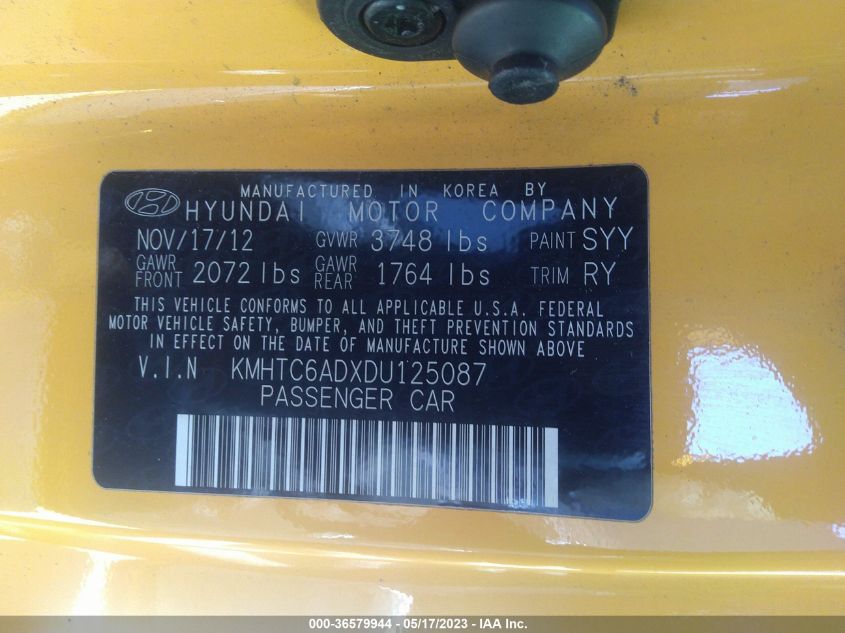 MANUFACTURED IN KOREA BY
HYUNDAI MOTOR COMPANY
NOV/17/12 GVWR 3748 lbs PAINT SYY
GAWR FRONT 2072 lbs GAWR REAR 1764 lbs TRIM RY
THIS VEHICLE CONFORMS TO ALL APPLICABLE U.S.A. FEDERAL
MOTOR VEHICLE SAFETY, BUMPER, AND THEFT PREVENTION STANDARDS
IN EFFECT ON THE DATE OF MANUFACTURE SHOWN ABOVE
V.I.N KMHTC6ADXDU125087
PASSENGER CAR
000-36579944 - 05/17/2023 - IAA Inc.